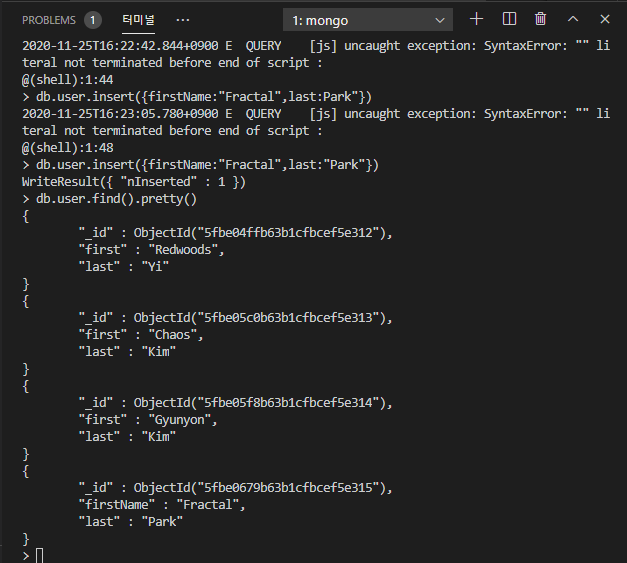 PROBLEMS 1 터미널 ... 1: mongo
2020-11-25T16:22:42.844+0900 E  QUERY    [js] uncaught exception: SyntaxError: "" li
teral not terminated before end of script :
@(shell):1:44
> db.user.insert({firstName:"Fractal",last:Park"})
2020-11-25T16:23:05.780+0900 E  QUERY    [js] uncaught exception: SyntaxError: "" li
teral not terminated before end of script :
@(shell):1:48
> db.user.insert({firstName:"Fractal",last:"Park"})
WriteResult({ "nInserted" : 1 })
> db.user.find().pretty()
{
        "_id" : ObjectId("5fbe04ffb63b1cfbcef5e312"),
        "first" : "Redwoods",
        "last" : "Yi"
}
{
        "_id" : ObjectId("5fbe05c0b63b1cfbcef5e313"),
        "first" : "Chaos",
        "last" : "Kim"
}
{
        "_id" : ObjectId("5fbe05f8b63b1cfbcef5e314"),
        "first" : "Gyunyon",
        "last" : "Kim"
}
{
        "_id" : ObjectId("5fbe0679b63b1cfbcef5e315"),
        "firstName" : "Fractal",
        "last" : "Park"
}
>